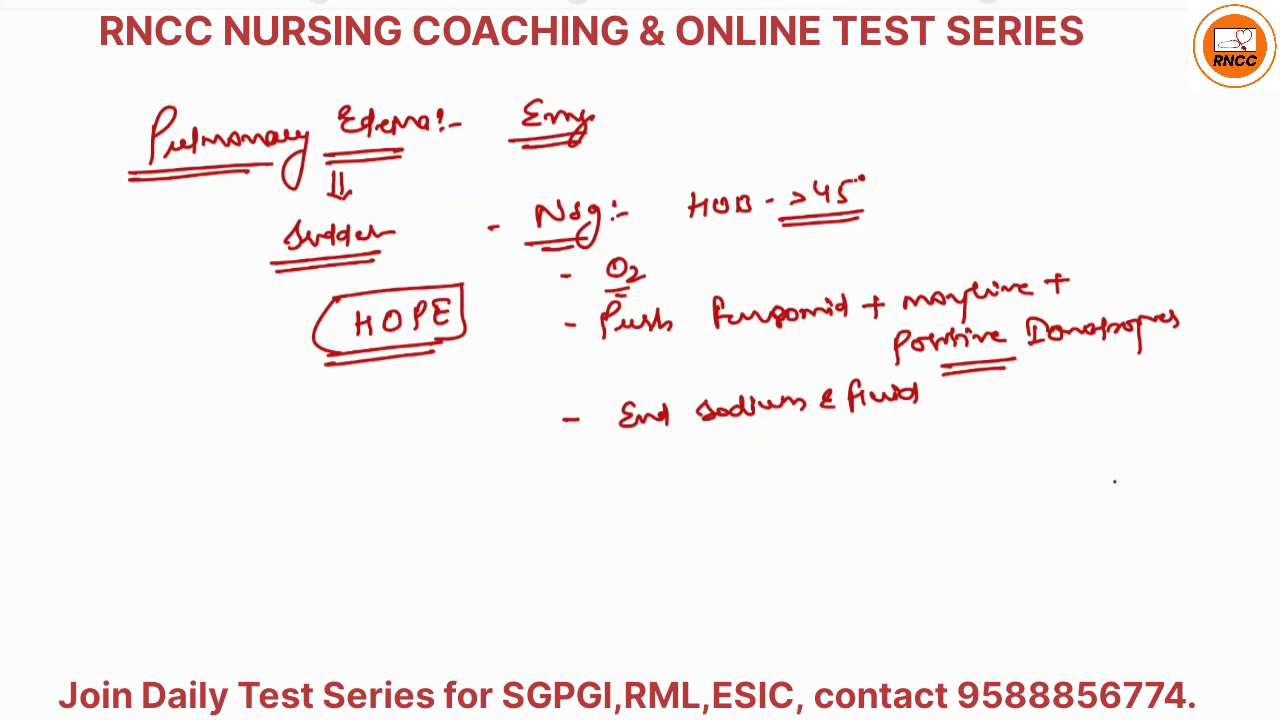 RNCC NURSING COACHING & ONLINE TEST SERIES
RNCC
Pulmonary Edema:- Emg
⇓
Sudden
HOPE
- Nsg:- HOB - >45°
- O2
- Push Furosomid + morphine +
Positive Ionotropes
- End Sodium & fluid
Join Daily Test Series for SGPGI,RML,ESIC, contact 9588856774.